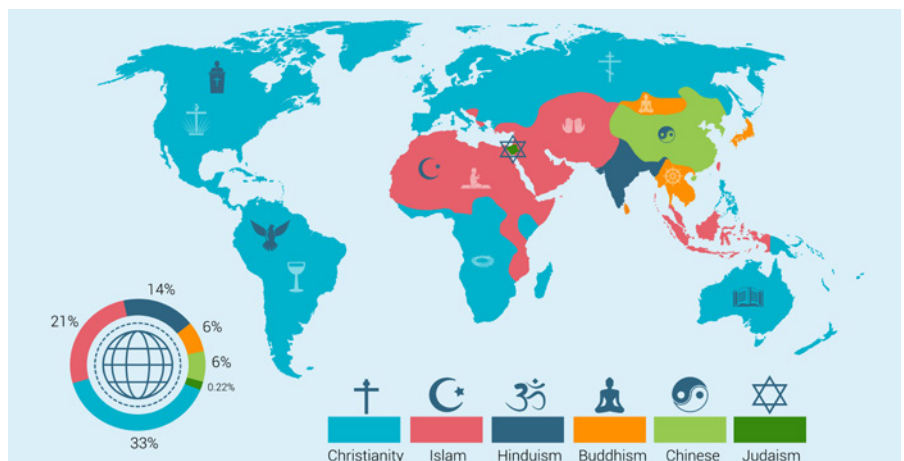 14%
21%
6%
6%
0.22%
33%
Christianity
Islam
Hinduism
Buddhism
Chinese
Judaism